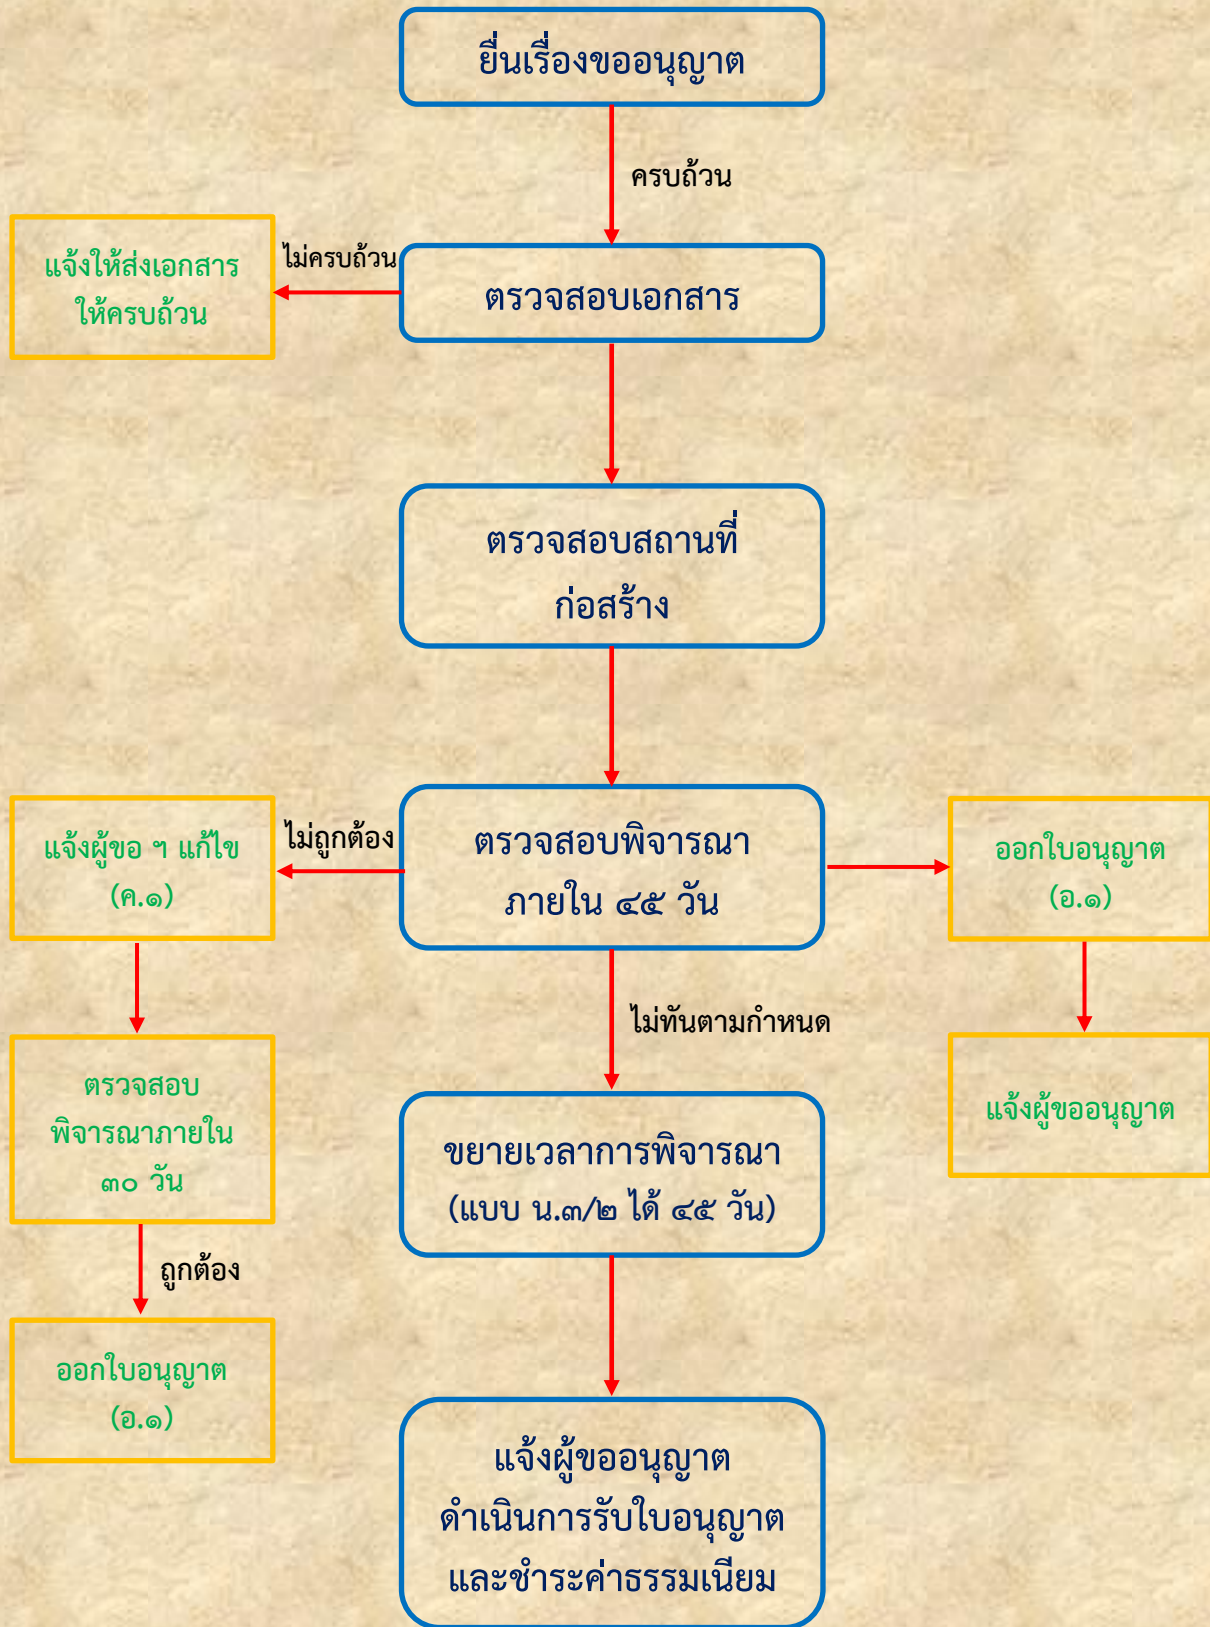 ยื่นเรื่องขออนุญาต
ครบถ้วน
แจ้งให้ส่งเอกสาร
ให้ครบถ้วน
ไม่ครบถ้วน
ตรวจสอบเอกสาร
ตรวจสอบสถานที่
ก่อสร้าง
แจ้งผู้ขอ ฯ แก้ไข
(ค.๑)
ไม่ถูกต้อง
ตรวจสอบพิจารณา
ภายใน ๔๕ วัน
ออกใบอนุญาต
(อ.๑)
ไม่ทันตามกำหนด
ตรวจสอบ
พิจารณาภายใน
๓๐ วัน
ขยายเวลาการพิจารณา
(แบบ น.๓/๒ ได้ ๔๕ วัน)
แจ้งผู้ขออนุญาต
ถูกต้อง
ออกใบอนุญาต
(อ.๑)
แจ้งผู้ขออนุญาต
ดำเนินการรับใบอนุญาต
และชำระค่าธรรมเนียม